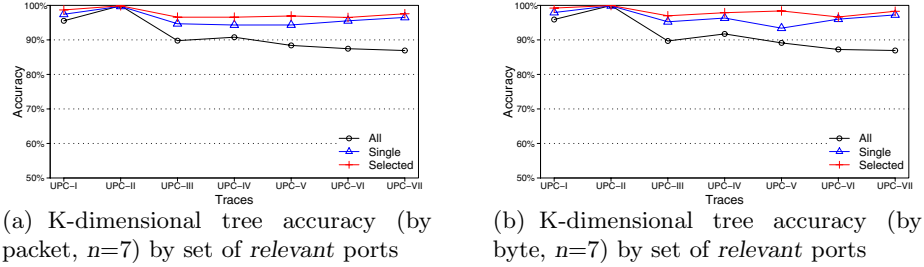 100%
90%
80%
70%
60%
50%
Accuracy
All
Single
Selected
UPC−I UPC−II UPC−III UPC−IV UPC−V UPC−VI UPC−VII
Traces
(a) K-dimensional tree accuracy (by
packet, n=7) by set of relevant ports
100%
90%
80%
70%
60%
50%
Accuracy
All
Single
Selected
UPC−I UPC−II UPC−III UPC−IV UPC−V UPC−VI UPC−VII
Traces
(b) K-dimensional tree accuracy (by
byte, n=7) by set of relevant ports